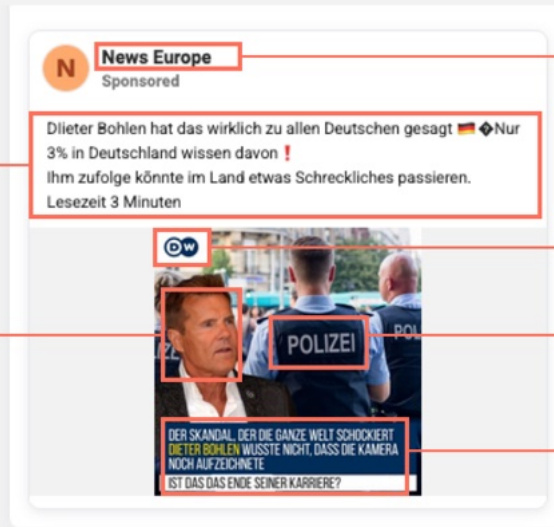 N
News Europe
Sponsored
Dlieter Bohlen hat das wirklich zu allen Deutschen gesagt 🇩🇪 �Nur
3% in Deutschland wissen davon❗
Ihm zufolge könnte im Land etwas Schreckliches passieren.
Lesezeit 3 Minuten
DW
POLIZEI
POL
DER SKANDAL, DER DIE GANZE WELT SCHOCKIERT
DIETER BOHLEN WUSSTE NICHT, DASS DIE KAMERA
NOCH AUFZEICHNETE
IST DAS DAS ENDE SEINER KARRIERE?